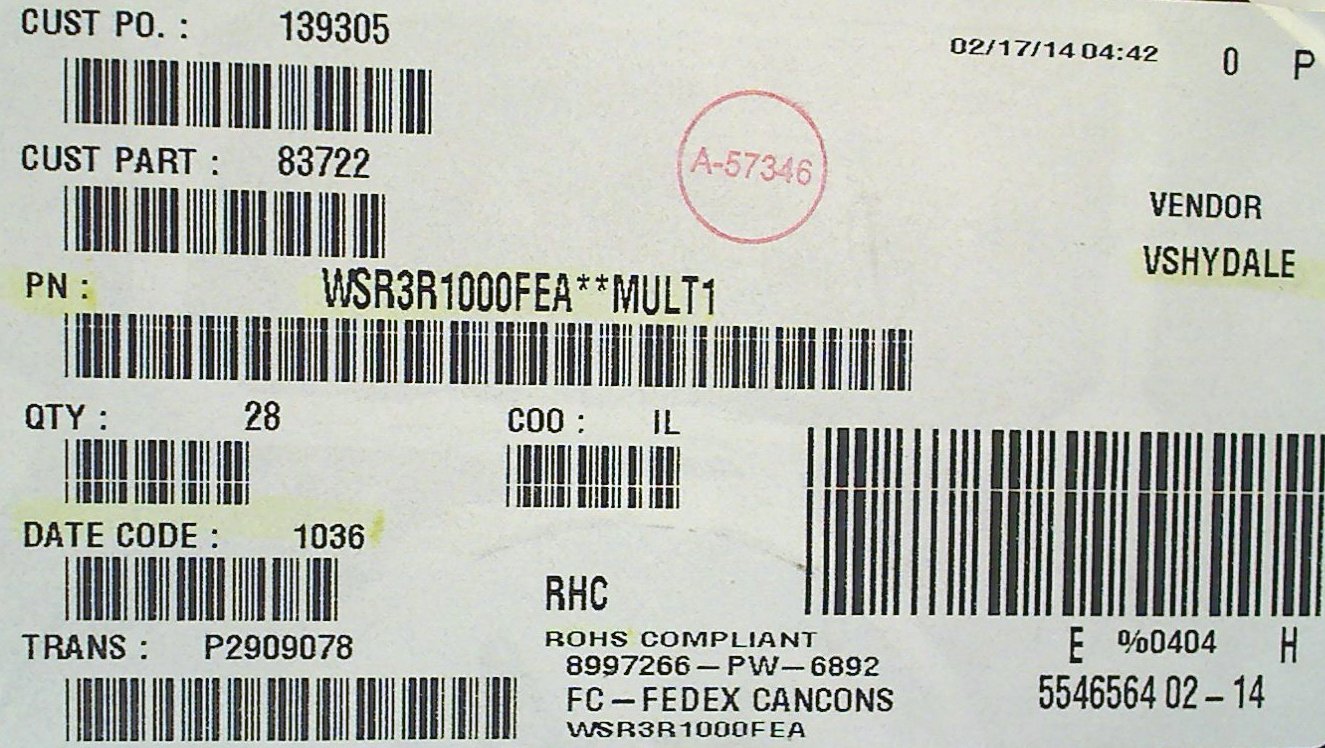 CUST PO. : 139305
02/17/14 04:42 0 P
A-57346
CUST PART : 83722
VENDOR
VSHYDALE
PN : WSR3R1000FEA**MULT1
QTY : 28 COO : IL
DATE CODE : 1036
RHC
TRANS : P2909078
ROHS COMPLIANT
8997266-PW-6892
FC-FEDEX CANCONS
WSR3R1000FEA
E %0404 H
5546564 02-14